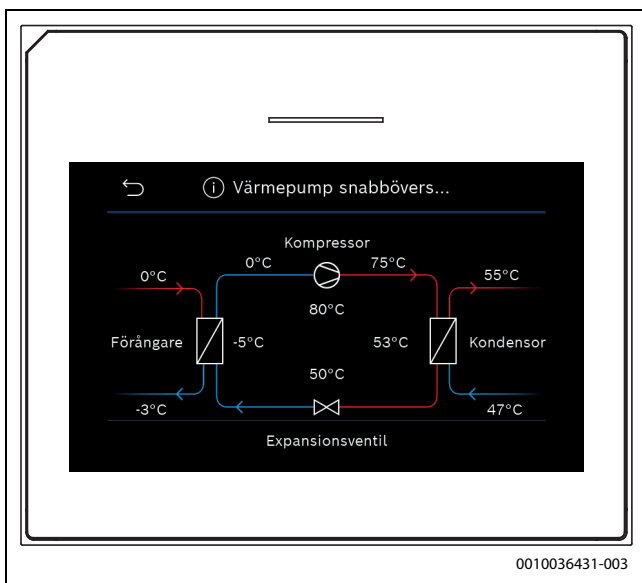 Värmepump snabbövers...
Kompressor
0°C 0°C 75°C 55°C
80°C
Förångare -5°C 53°C Kondensor
50°C
-3°C 47°C
Expansionsventil
0010036431-003